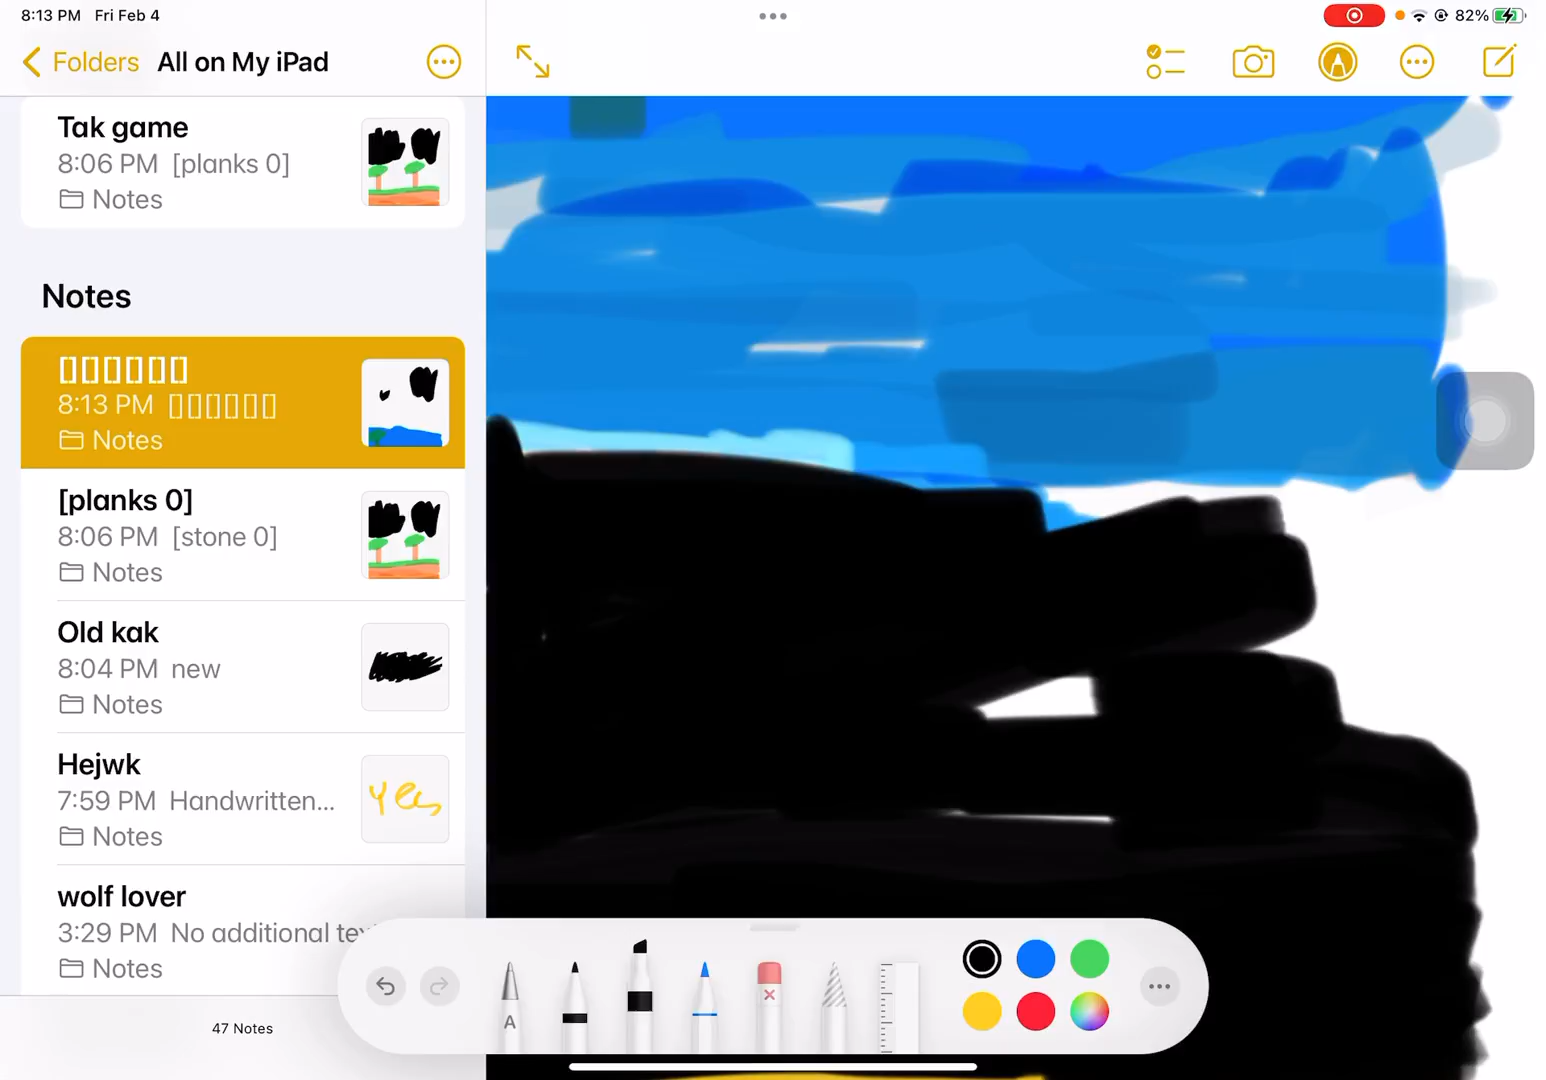 8:13 PM Fri Feb 4
82%
Folders All on My iPad
Tak game
8:06 PM [planks 0]
Notes
Notes
8:13 PM
Notes
[planks 0]
8:06 PM [stone 0]
Notes
Old kak
8:04 PM new
Notes
Hejwk
7:59 PM Handwritten...
Notes
yes
wolf lover
3:29 PM No additional
Notes
47 Notes
A